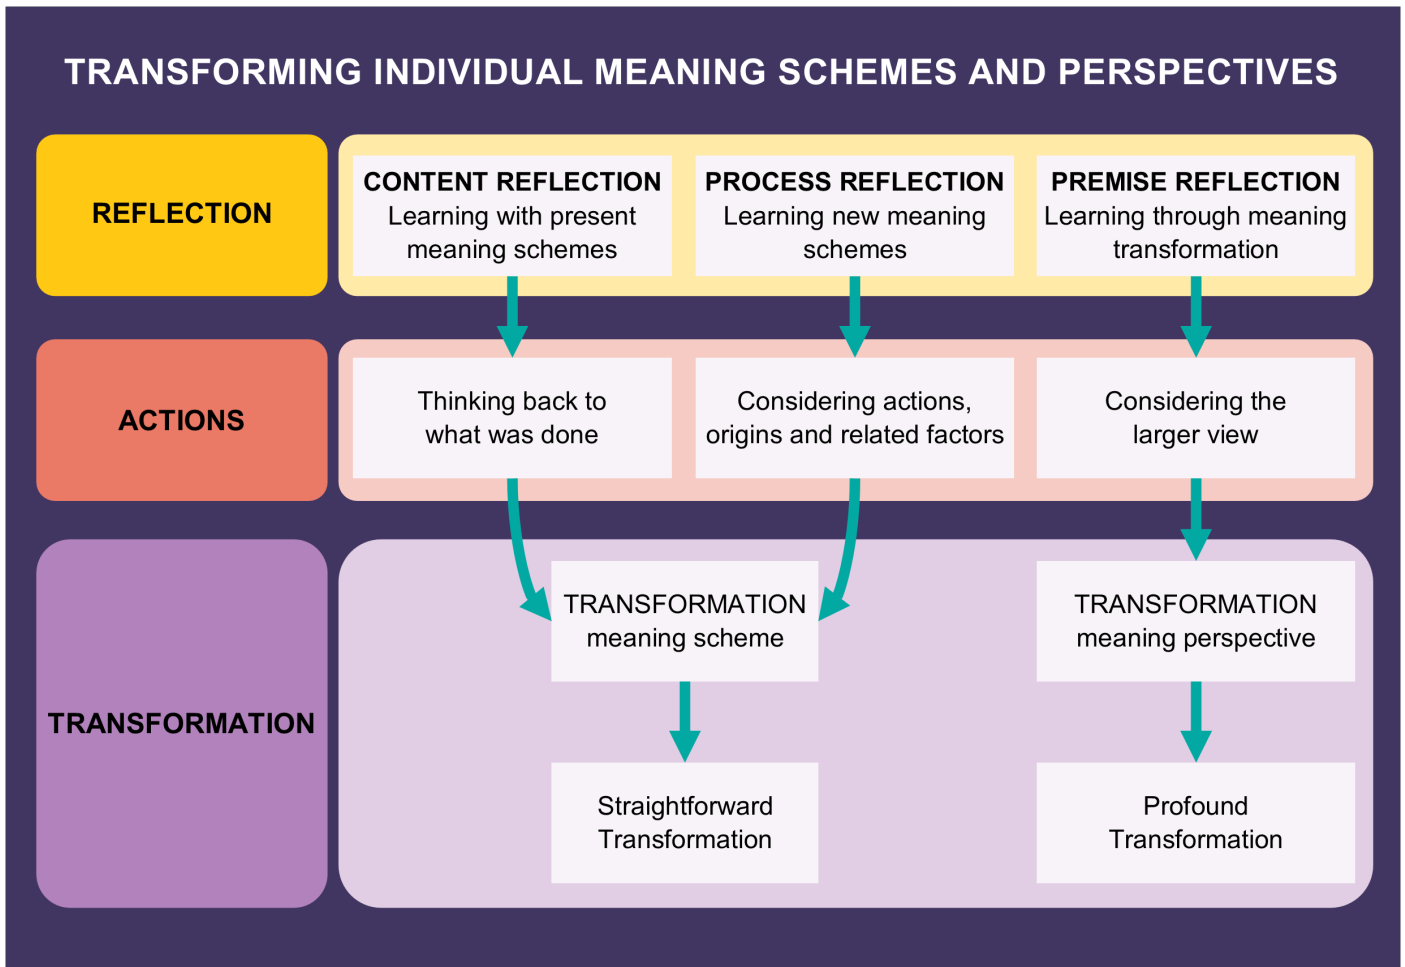 TRANSFORMING INDIVIDUAL MEANING SCHEMES AND PERSPECTIVES
REFLECTION
CONTENT REFLECTION
Learning with present
meaning schemes
PROCESS REFLECTION
Learning new meaning
schemes
PREMISE REFLECTION
Learning through meaning
transformation
ACTIONS
Thinking back to
what was done
Considering actions,
origins and related factors
Considering the
larger view
TRANSFORMATION
TRANSFORMATION
meaning scheme
TRANSFORMATION
meaning perspective
Straightforward
Transformation
Profound
Transformation